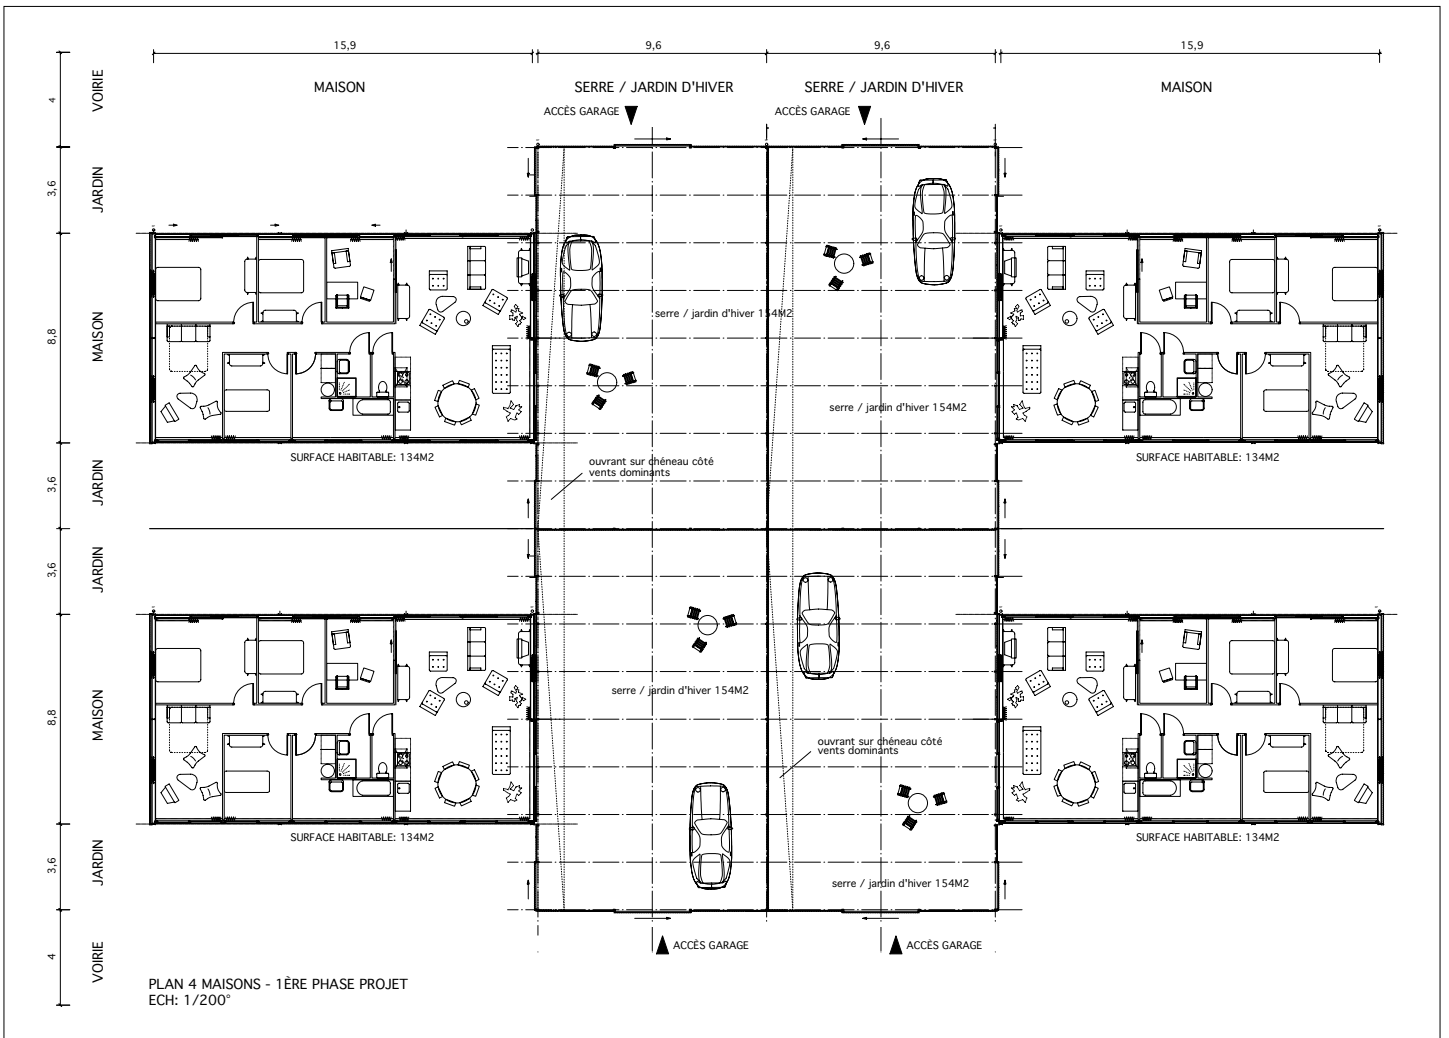 15,9
9,6
9,6
15,9
MAISON
SERRE / JARDIN D'HIVER
SERRE / JARDIN D'HIVER
MAISON
ACCÈS GARAGE
ACCÈS GARAGE
4
VOIRIE
3,6
JARDIN
8,8
MAISON
serre / jardin d'hiver 154M2
serre / jardin d'hiver 154M2
SURFACE HABITABLE: 134M2
SURFACE HABITABLE: 134M2
ouvrant sur chéneau côté
vents dominants
3,6
JARDIN
3,6
JARDIN
8,8
MAISON
serre / jardin d'hiver 154M2
ouvrant sur chéneau côté
vents dominants
SURFACE HABITABLE: 134M2
SURFACE HABITABLE: 134M2
3,6
JARDIN
serre / jardin d'hiver 154M2
4
VOIRIE
ACCÈS GARAGE
ACCÈS GARAGE
PLAN 4 MAISONS - 1ÈRE PHASE PROJET
ECH: 1/200°